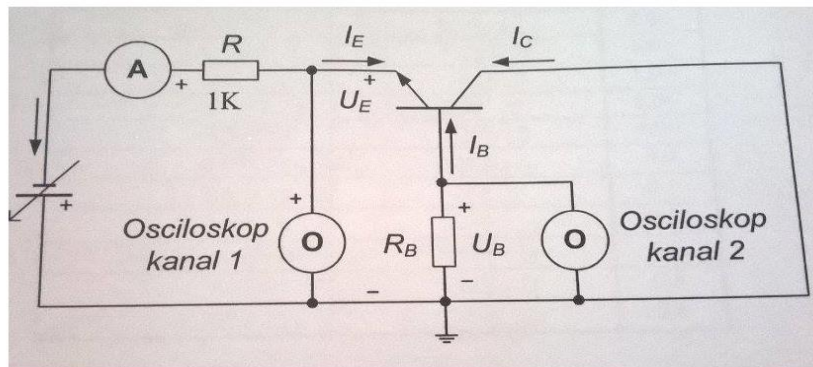 R
I_E
I_C
A
+
1K
+
U_E
I_B
+
+
+
Osciloskop
kanal 1
O
R_B
U_B
O
Osciloskop
kanal 2
−
−